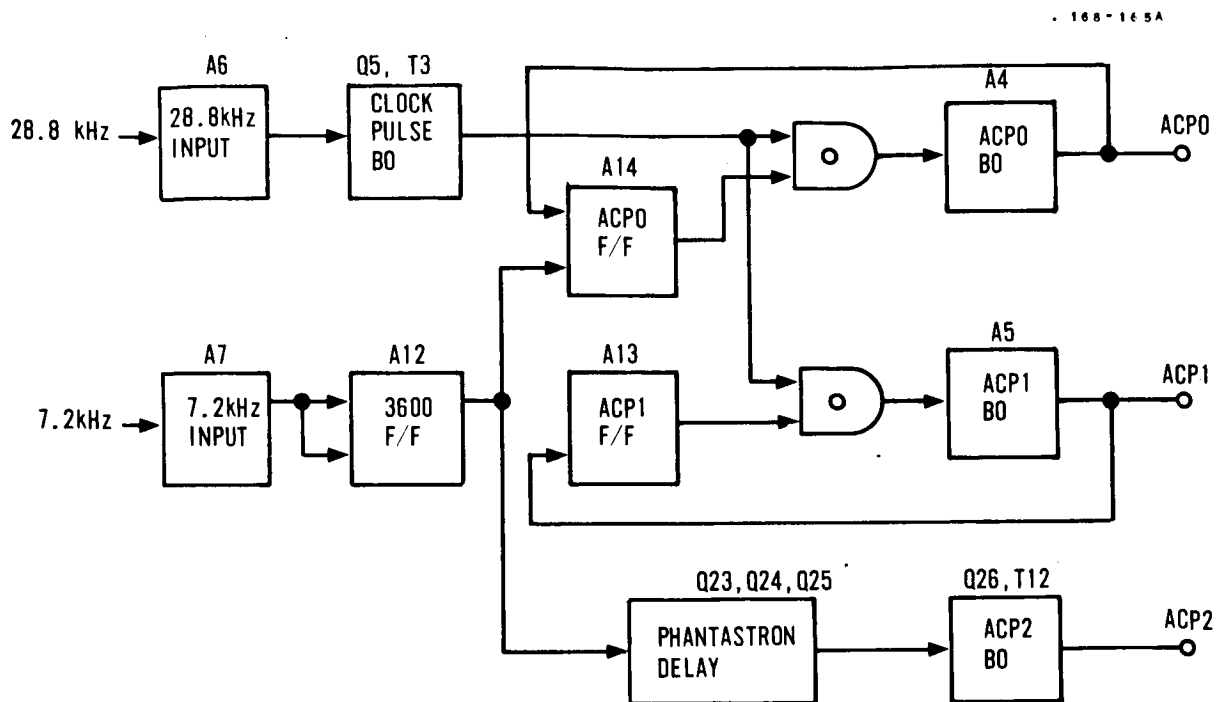 168-165A
A6
Q5, T3
A4
28.8 kHz
28.8kHz
INPUT
CLOCK
PULSE
BO
ACPO
BO
ACPO
A14
ACPO
F/F
A7
A12
A13
A5
7.2kHz
7.2kHz
INPUT
3600
F/F
ACP1
F/F
ACP1
BO
ACP1
Q23, Q24, Q25
Q26, T12
PHANTASTRON
DELAY
ACP2
BO
ACP2